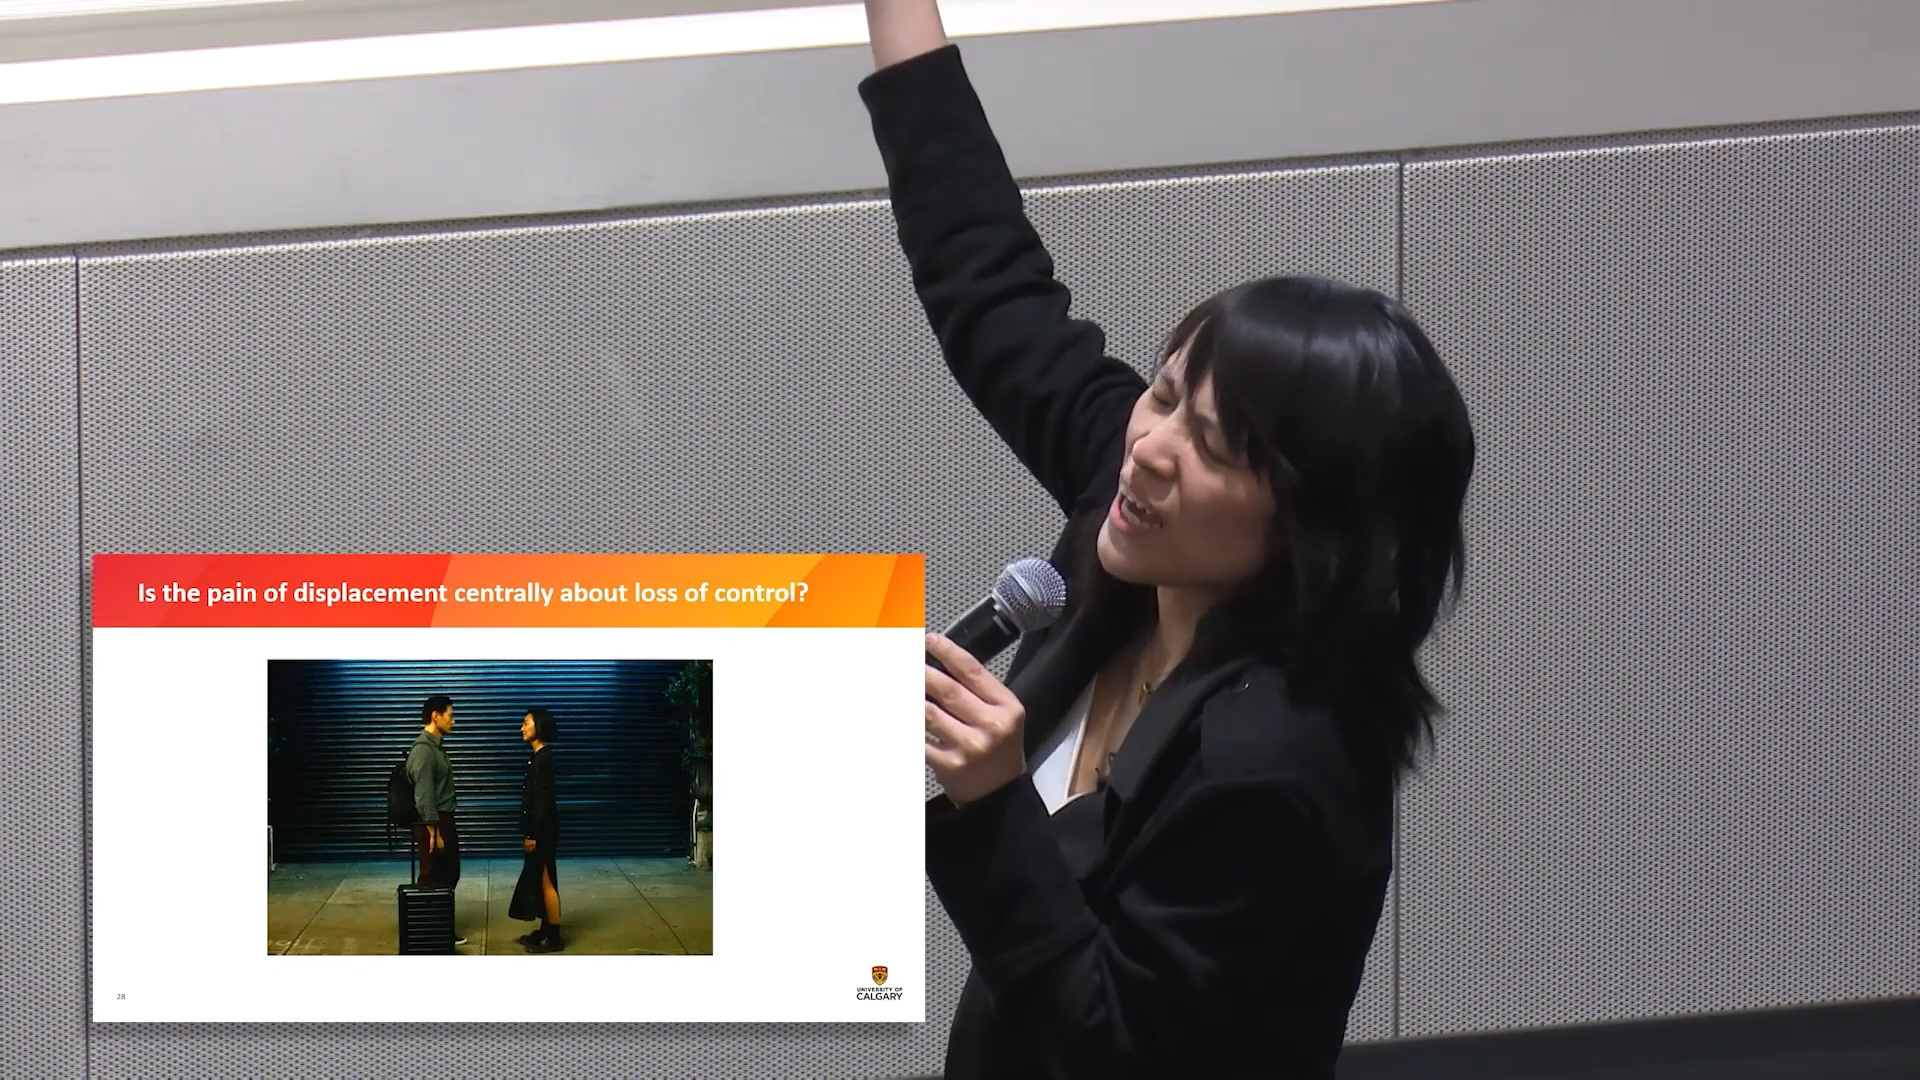 Is the pain of displacement centrally about loss of control?
28
UNIVERSITY OF
CALGARY